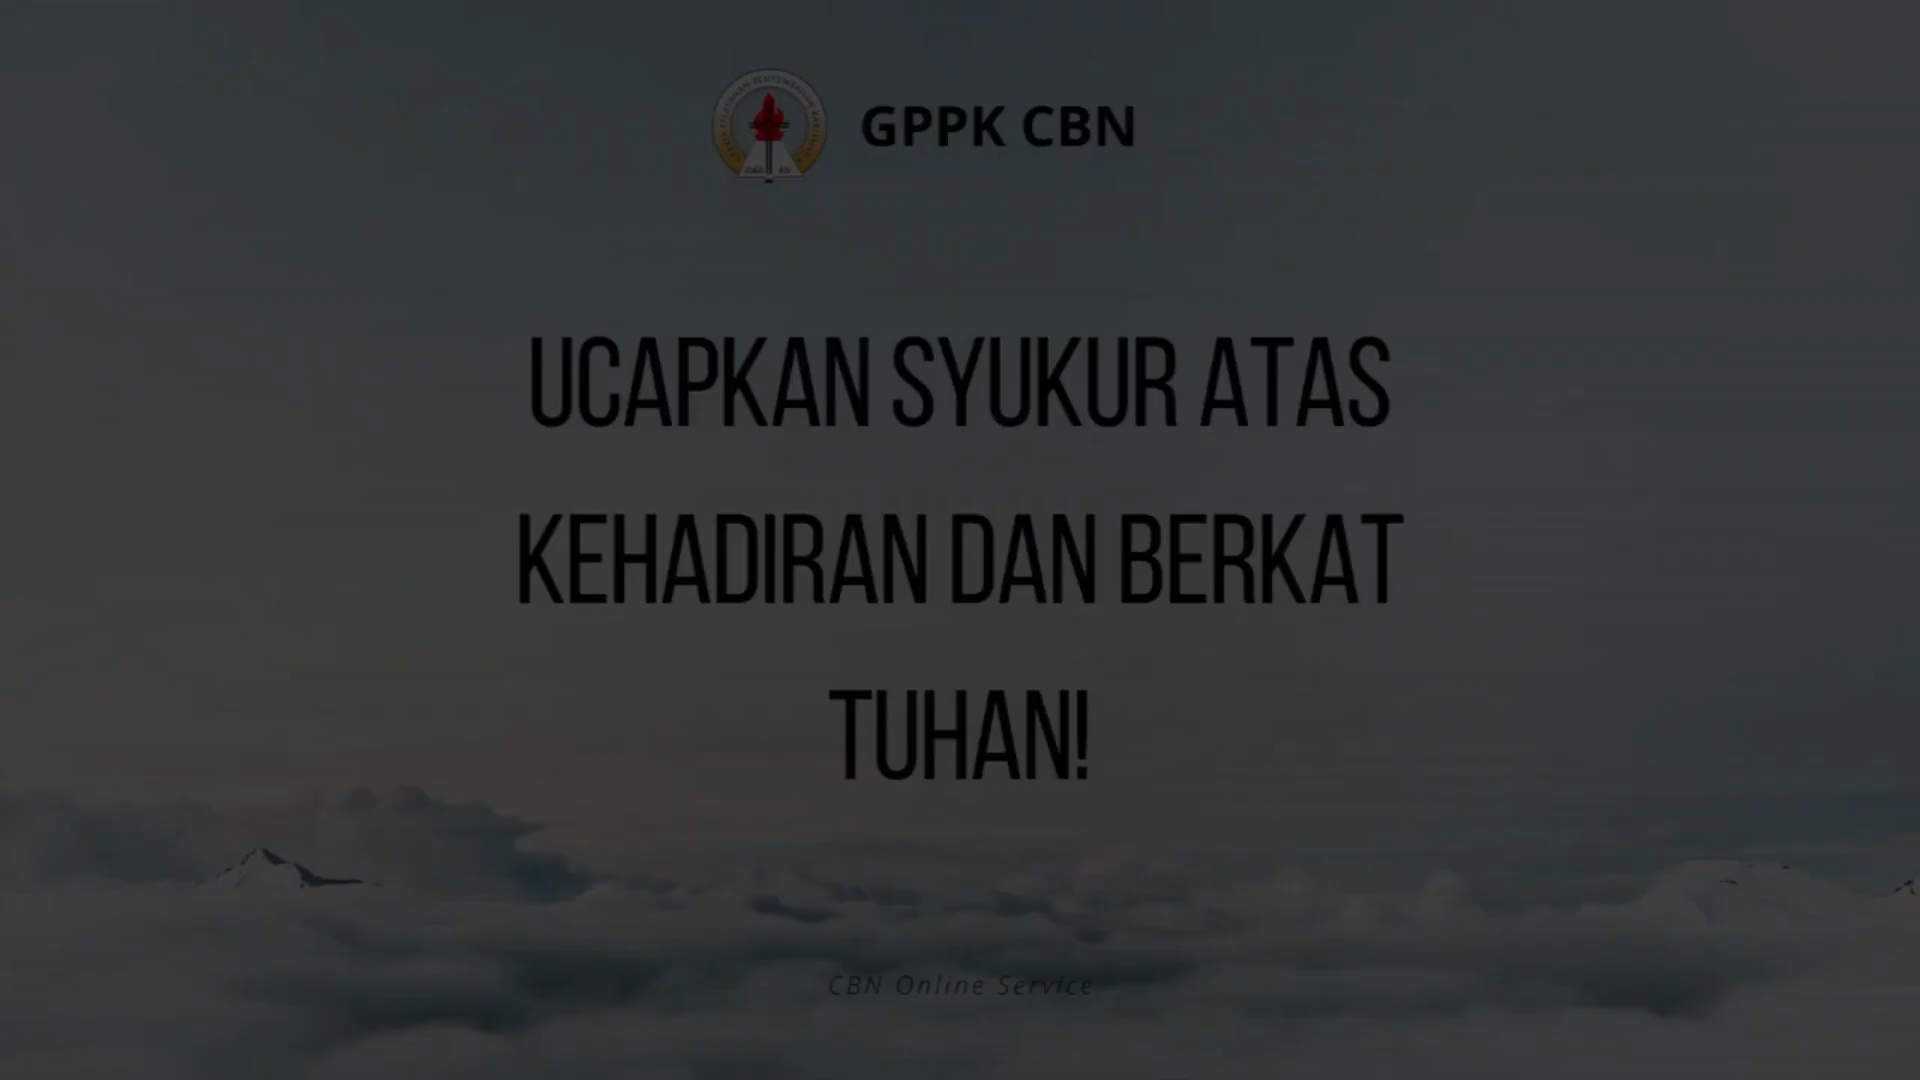 GPPK CBN
UCAPKAN SYUKUR ATAS
KEHADIRAN DAN BERKAT
TUHAN!
CBN Online Service